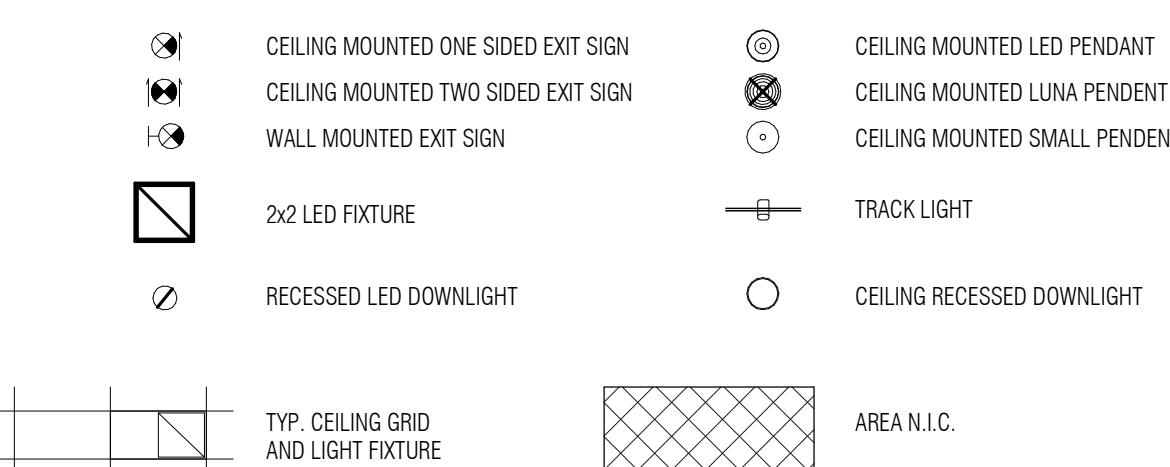 CEILING MOUNTED ONE SIDED EXIT SIGN
CEILING MOUNTED TWO SIDED EXIT SIGN
WALL MOUNTED EXIT SIGN
2x2 LED FIXTURE
RECESSED LED DOWNLIGHT
TYP. CEILING GRID
AND LIGHT FIXTURE
CEILING MOUNTED LED PENDANT
CEILING MOUNTED LUNA PENDENT
CEILING MOUNTED SMALL PENDEN
TRACK LIGHT
CEILING RECESSED DOWNLIGHT
AREA N.I.C.